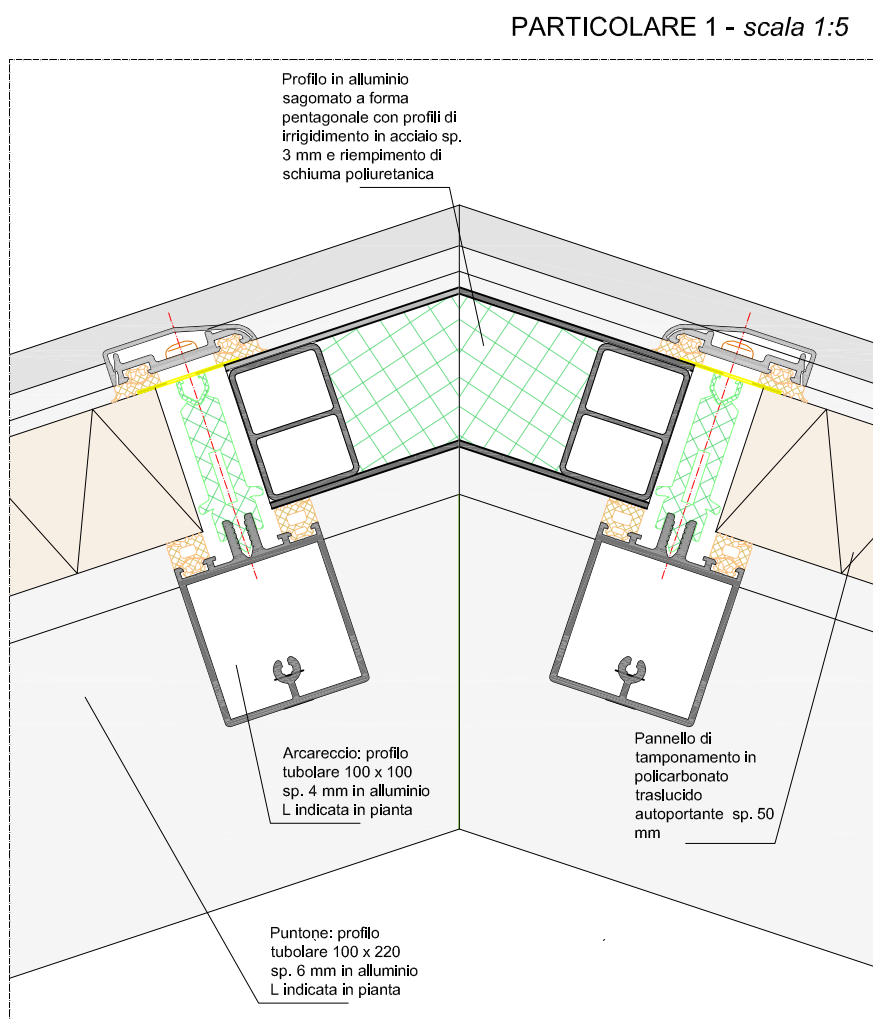 PARTICOLARE 1 - scala 1:5
Profilo in alluminio
sagomato a forma
pentagonale con profili di
irrigidimento in acciaio sp.
3 mm e riempimento di
schiuma poliuretanica
Arcareccio: profilo
tubolare 100 x 100
sp. 4 mm in alluminio
L indicata in pianta
Pannello di
tamponamento in
policarbonato
traslucido
autoportante sp. 50
mm
Puntone: profilo
tubolare 100 x 220
sp. 6 mm in alluminio
L indicata in pianta